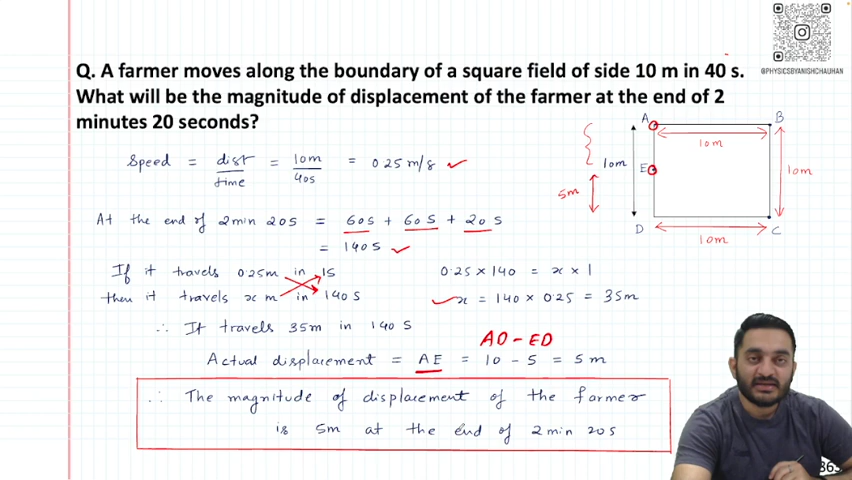 @PHYSICSBYANISHCHAUHAN
Q. A farmer moves along the boundary of a square field of side 10 m in 40 s.
What will be the magnitude of displacement of the farmer at the end of 2
minutes 20 seconds?
Speed = dist/time = 10m/40s = 0.25 m/s ✓
At the end of 2min 20s = 60s + 60s + 20s
= 140s ✓
If it travels 0.25m in 1s
then it travels x m in 140s
0.25 × 140 = x × 1
✓ x = 140 × 0.25 = 35m
∴ It travels 35m in 140s
AD - ED
Actual displacement = AE = 10 - 5 = 5m
∴ The magnitude of displacement of the farmer
is 5m at the end of 2min 20s
A
B
10m
10m
E
5m
10m
D
C
10m